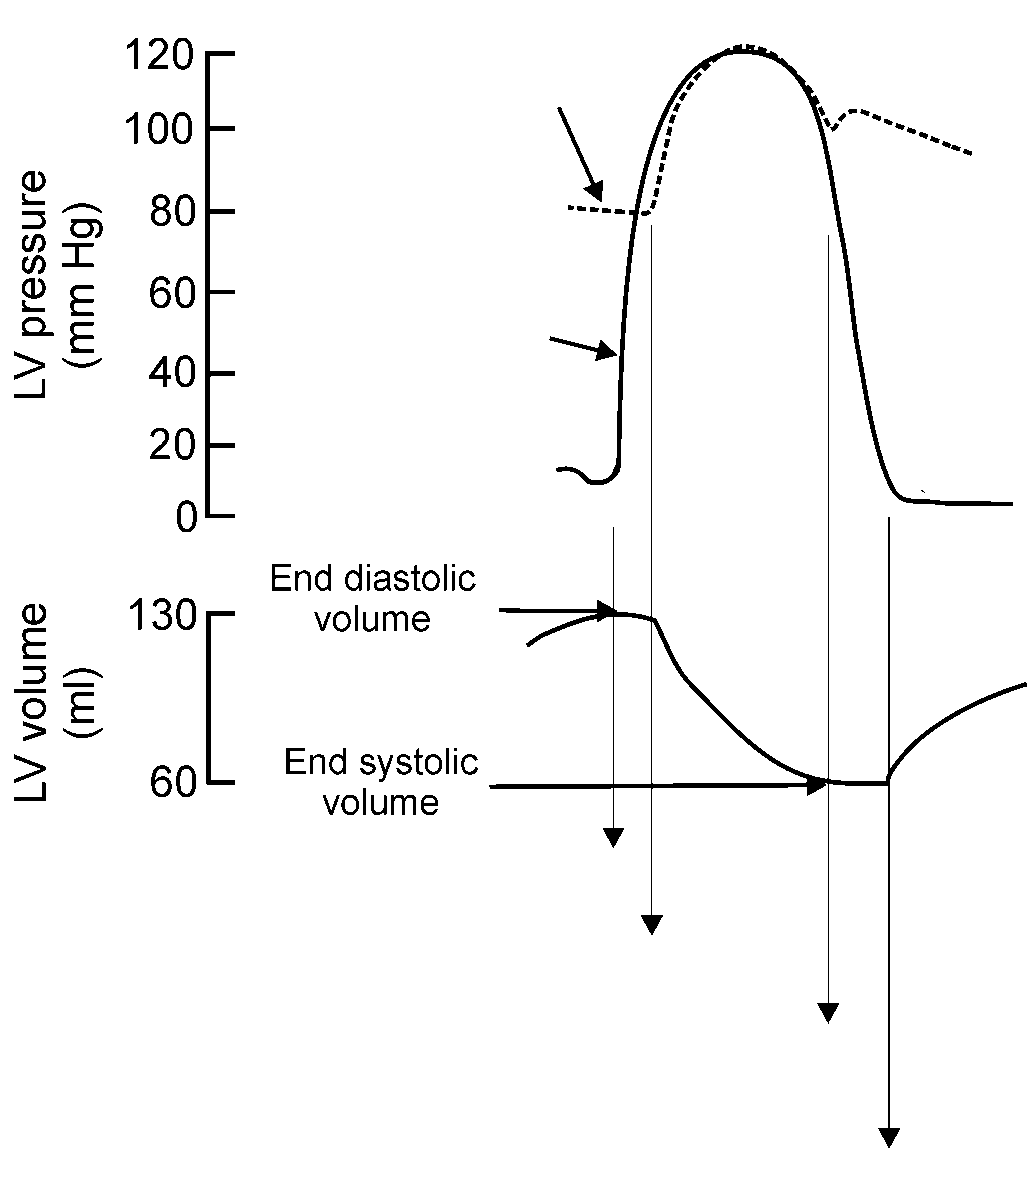 120
100
80
60
40
20
0
LV pressure
(mm Hg)
End diastolic
volume
130
60
LV volume
(ml)
End systolic
volume